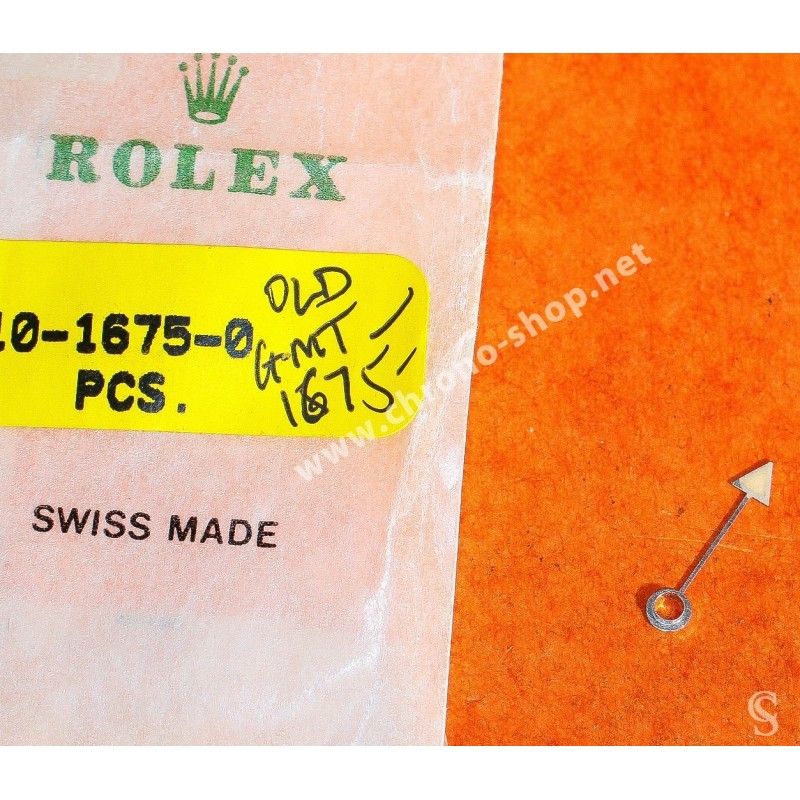 ROLEX
10-1675-0
PCS.
OLD
GMT
1675
SWISS MADE
www.chrono-shop.net